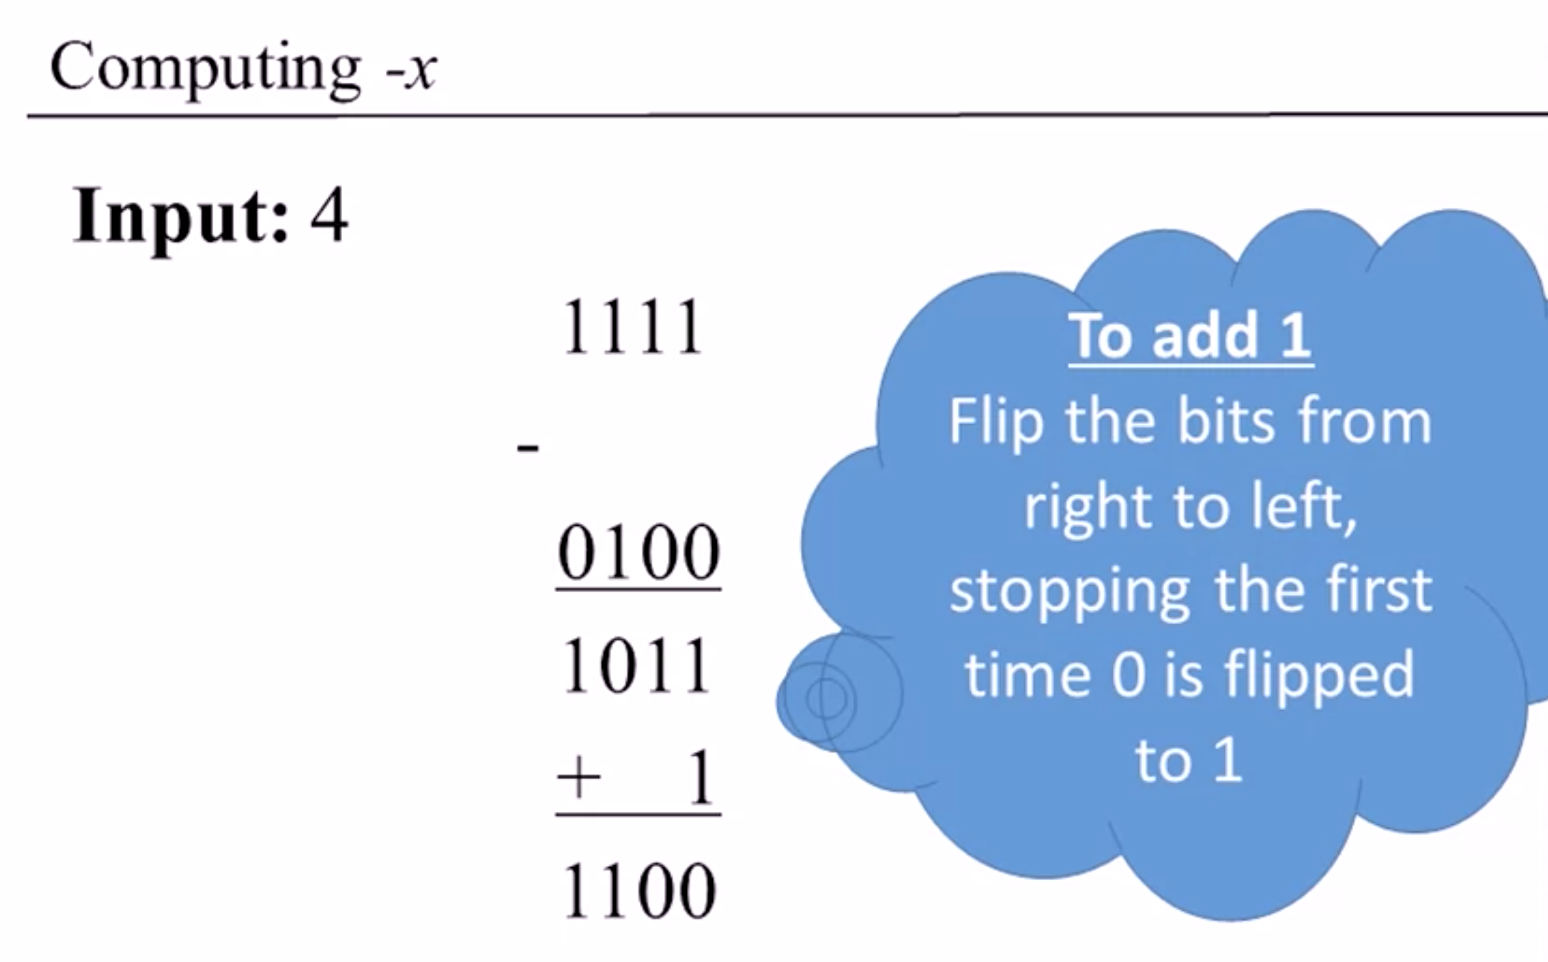 Computing -x
Input: 4
1111
-
0100
1011
+ 1
1100
To add 1
Flip the bits from
right to left,
stopping the first
time 0 is flipped
to 1